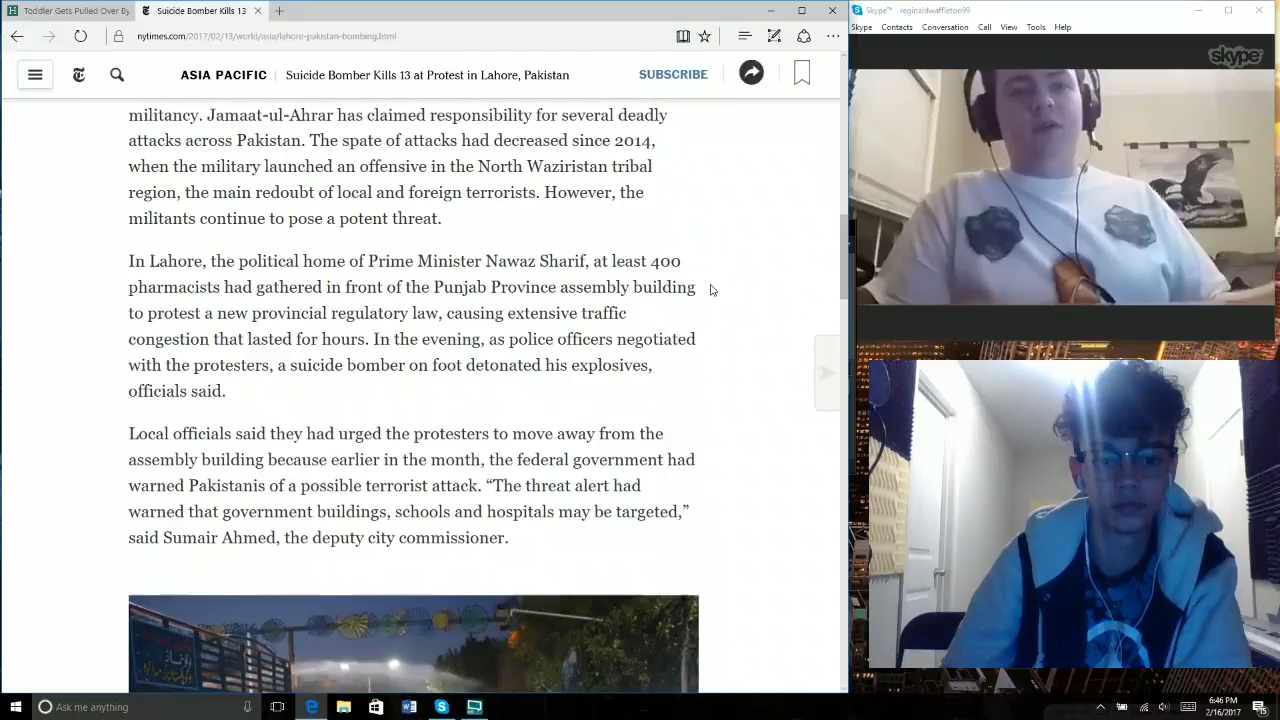 Toddler Gets Pulled Over By
Suicide Bomber Kills 13
nytimes.com/2017/02/13/world/asia/lahore-pakistan-bombing.html
ASIA PACIFIC
Suicide Bomber Kills 13 at Protest in Lahore, Pakistan
SUBSCRIBE
militancy. Jamaat-ul-Ahrar has claimed responsibility for several deadly
attacks across Pakistan. The spate of attacks had decreased since 2014,
when the military launched an offensive in the North Waziristan tribal
region, the main redoubt of local and foreign terrorists. However, the
militants continue to pose a potent threat.
In Lahore, the political home of Prime Minister Nawaz Sharif, at least 400
pharmacists had gathered in front of the Punjab Province assembly building
to protest a new provincial regulatory law, causing extensive traffic
congestion that lasted for hours. In the evening, as police officers negotiated
with the protesters, a suicide bomber on foot detonated his explosives,
officials said.
Local officials said they had urged the protesters to move away from the
assembly building because earlier in the month, the federal government had
warned Pakistanis of a possible terrorist attack. “The threat alert had
warned that government buildings, schools and hospitals may be targeted,”
said Sumair Ahmed, the deputy city commissioner.
Skype™ - reginaldwaffleton99
Skype Contacts Conversation Call View Tools Help
skype
Ask me anything
6:46 PM
2/16/2017